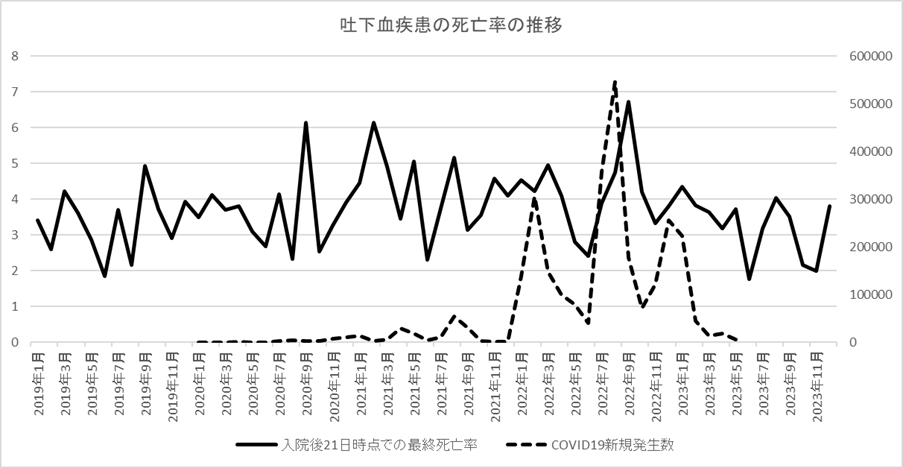 吐下血疾患の死亡率の推移
8
7
6
5
4
3
2
1
0
600000
500000
400000
300000
200000
100000
0
2019年1月
2019年3月
2019年5月
2019年7月
2019年9月
2019年11月
2020年1月
2020年3月
2020年5月
2020年7月
2020年9月
2020年11月
2021年1月
2021年3月
2021年5月
2021年7月
2021年9月
2021年11月
2022年1月
2022年3月
2022年5月
2022年7月
2022年9月
2022年11月
2023年1月
2023年3月
2023年5月
2023年7月
2023年9月
2023年11月
入院後21日時点での最終死亡率
COVID19新規発生数